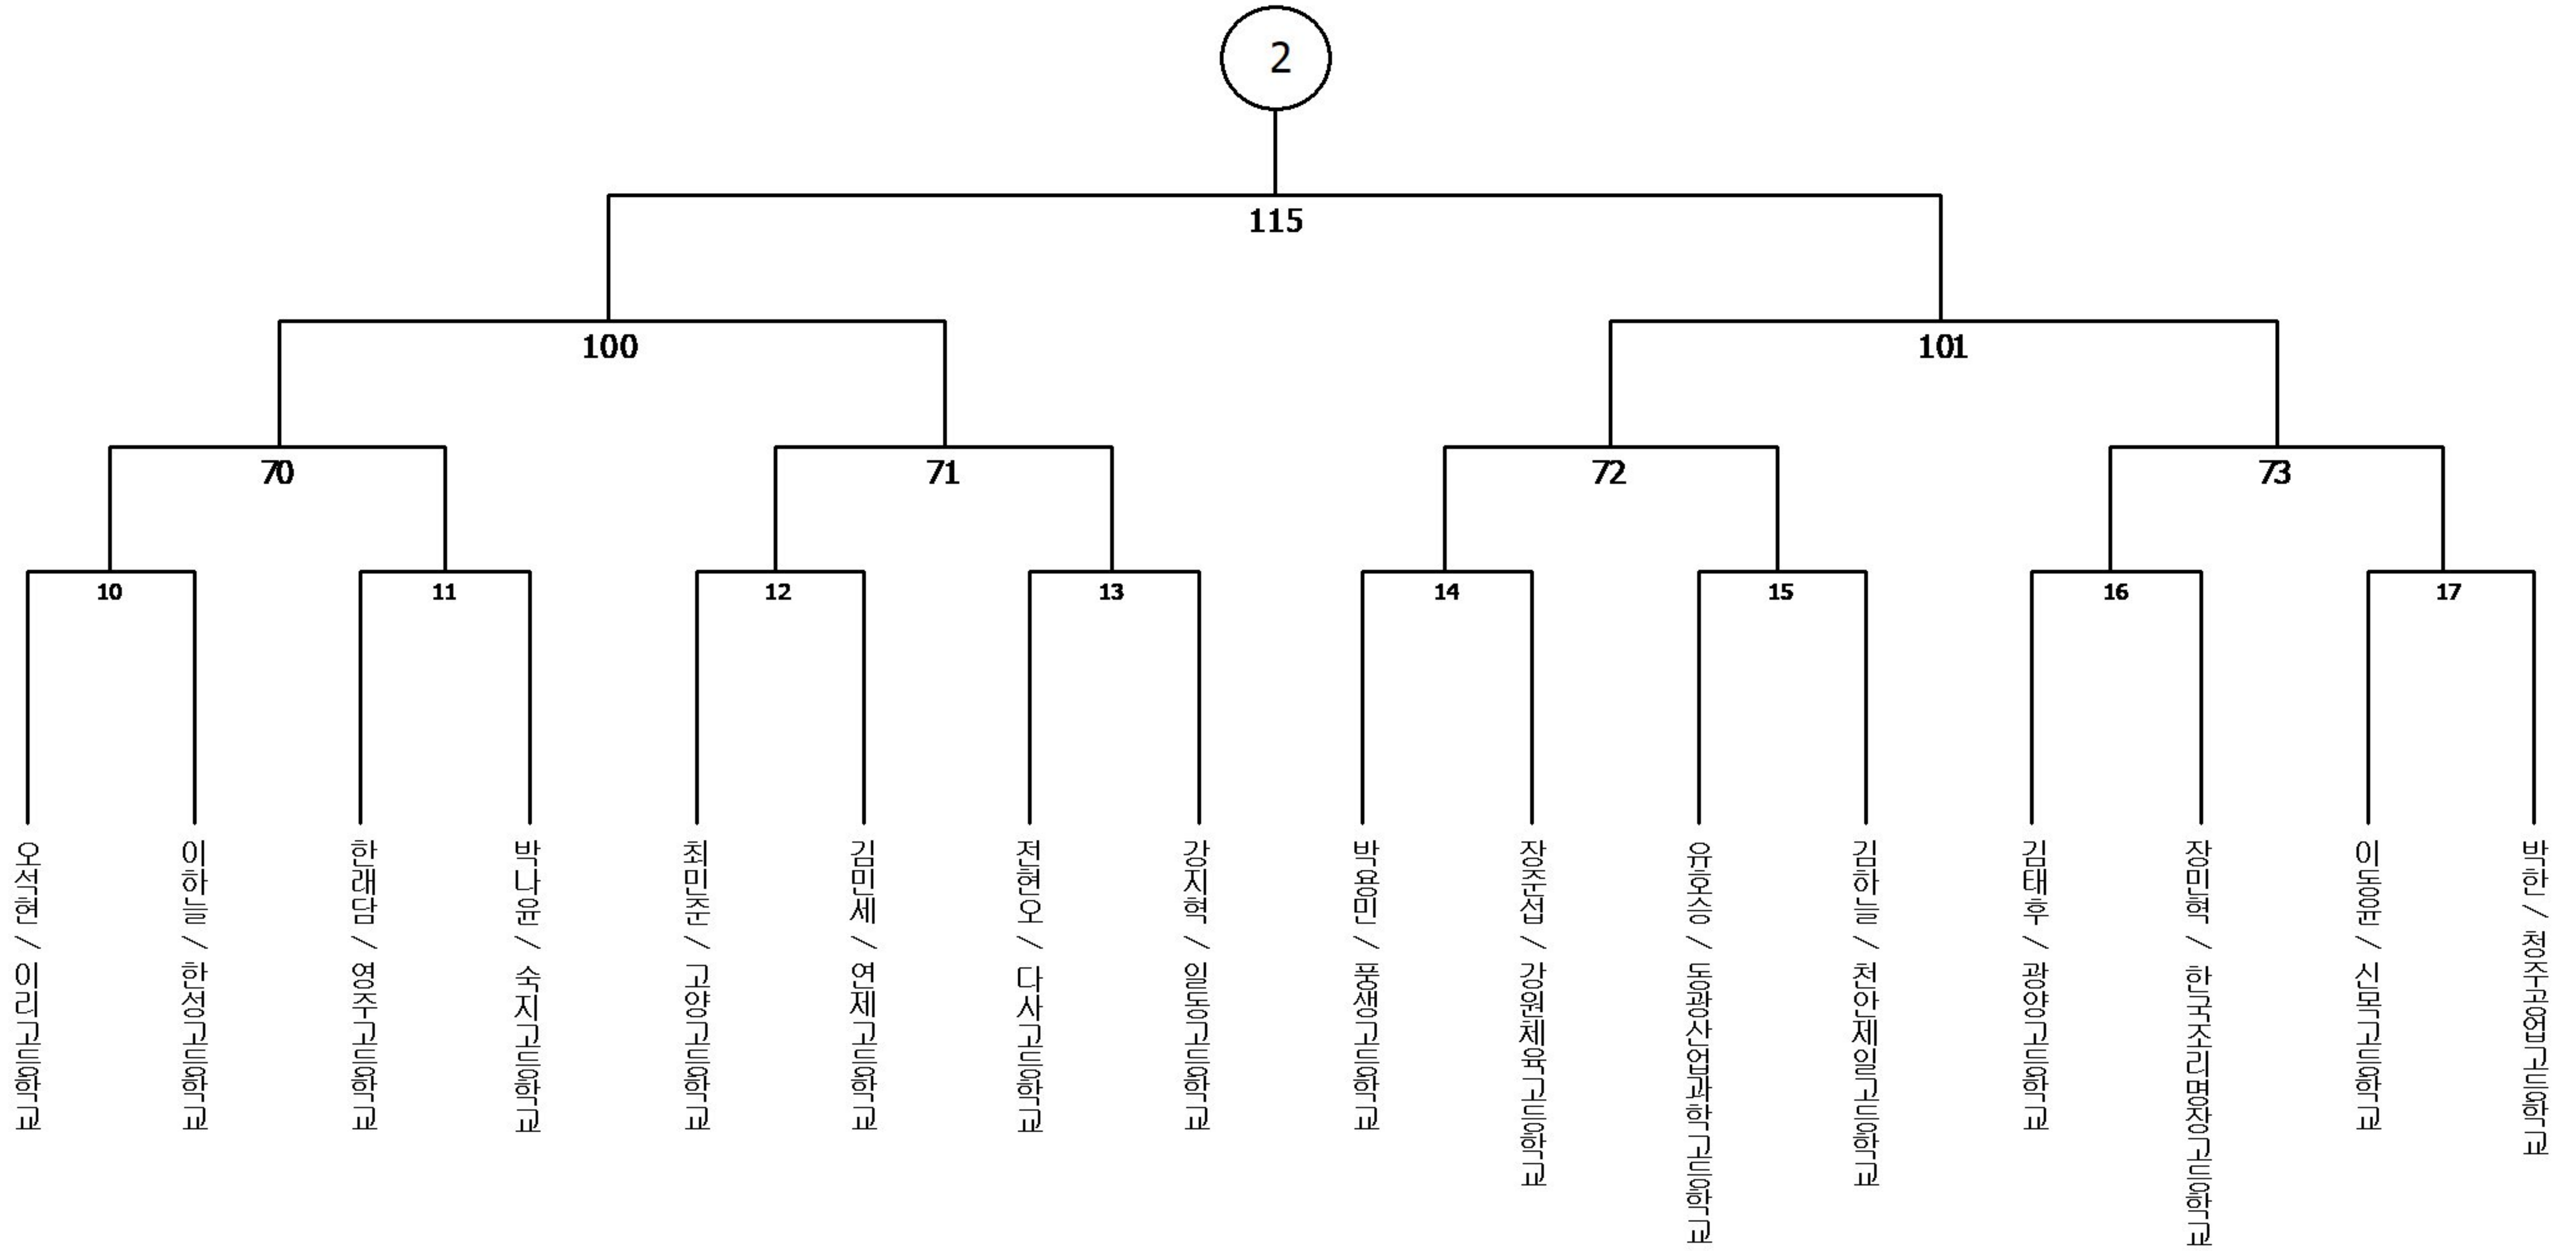 2
115
100
101
70
71
72
73
10
11
12
13
14
15
16
17
오석현 / 이리고등학교
이하늘 / 한성고등학교
한래담 / 영주고등학교
박나윤 / 숙지고등학교
최민준 / 고양고등학교
김민세 / 연제고등학교
전현오 / 다사고등학교
강지혁 / 일동고등학교
박용민 / 풍생고등학교
장준섭 / 강원체육고등학교
유호승 / 동광산업과학고등학교
김하늘 / 천안제일고등학교
김태후 / 광양고등학교
장민혁 / 한국조리명장고등학교
이동윤 / 신목고등학교
박한 / 청주공업고등학교